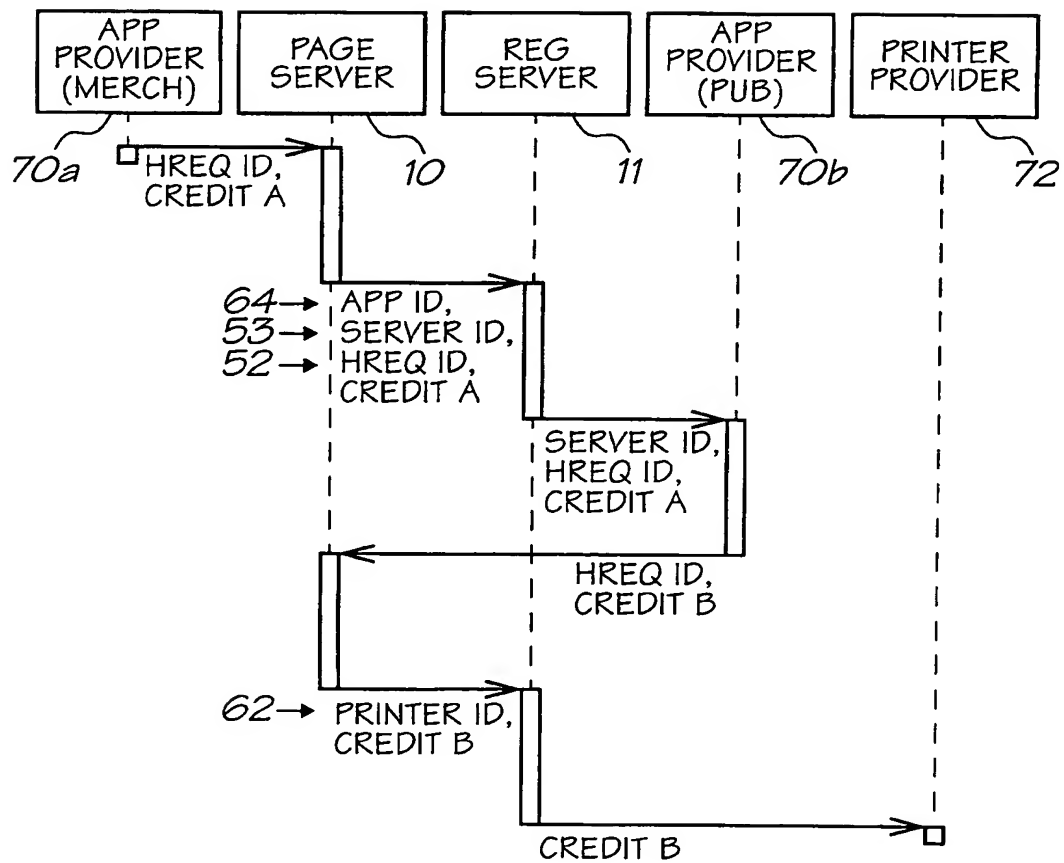 APP
PROVIDER
(MERCH)
PAGE
SERVER
REG
SERVER
APP
PROVIDER
(PUB)
PRINTER
PROVIDER
70a
10
11
70b
72
HREQ ID,
CREDIT A
64→ APP ID,
53→ SERVER ID,
52→ HREQ ID,
CREDIT A
SERVER ID,
HREQ ID,
CREDIT A
HREQ ID,
CREDIT B
62→ PRINTER ID,
CREDIT B
CREDIT B